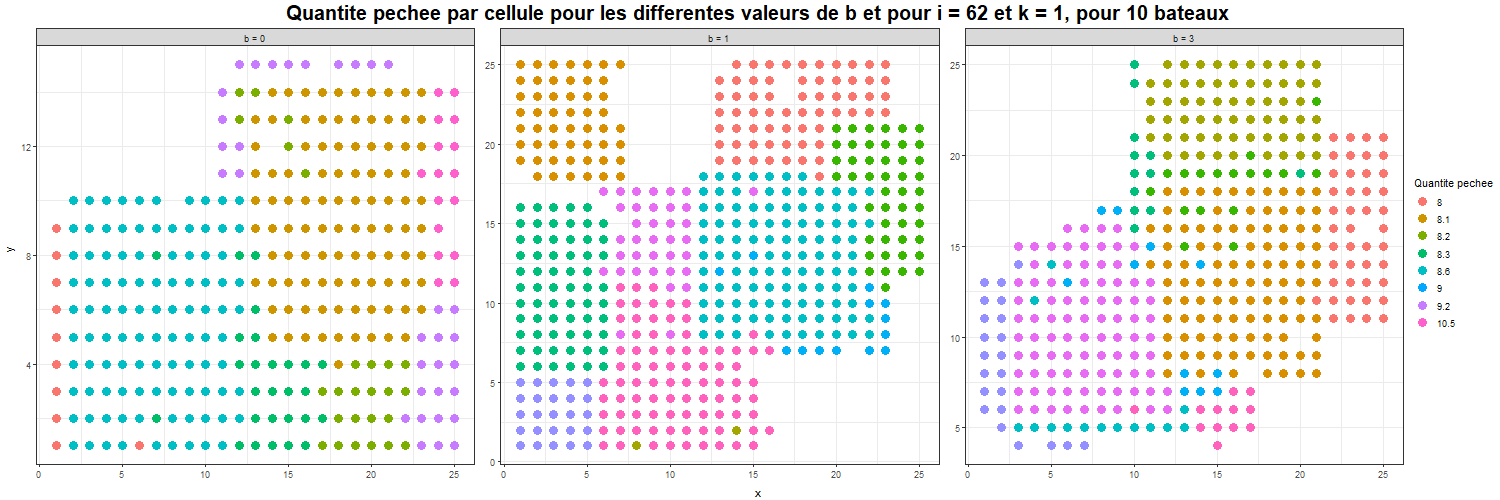 Quantite pechee par cellule pour les differentes valeurs de b et pour i = 62 et k = 1, pour 10 bateaux
b = 0
b = 1
b = 3
12
8
4
y
0 5 10 15 20 25
25
20
15
10
5
0
0 5 10 15 20 25
25
20
15
10
5
0 5 10 15 20 25
x
Quantite pechee
8
8.1
8.2
8.3
8.6
9
9.2
10.5